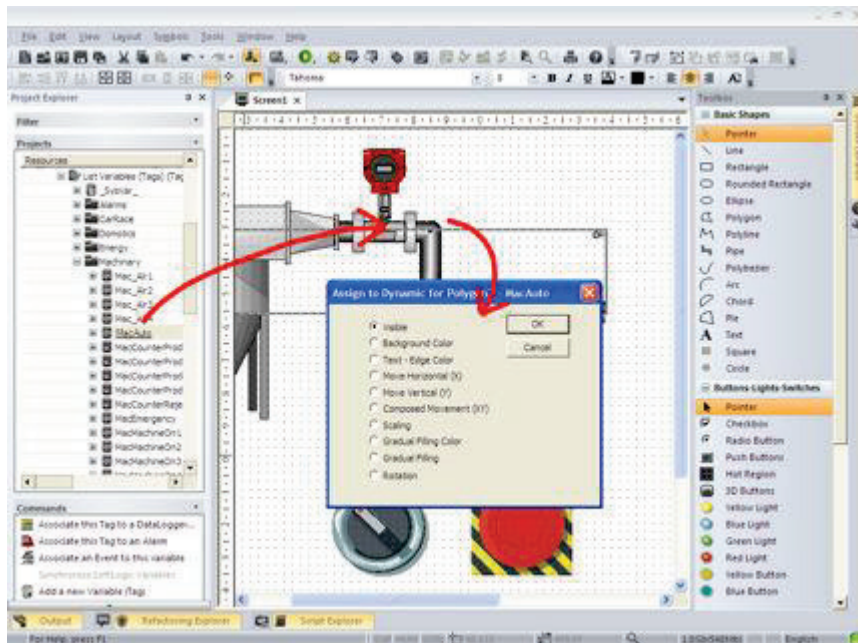 File Edit View Layout Symbols Tools Window Help
Tahoma
Project Explorer
Filter
Projects
Resources
List Variables (Tags) (Tag
_SysVar_
Alarms
CarRace
Domotics
Energy
Machinery
Mac_Air1
Mac_Air2
MacAuto
MacCounterProd
MacCounterProd
MacCounterProd
MacCounterProd
MacCounterReje
MacEmergency
MacMachineOn1
MacMachineOn2
MacMachineOn3
Commands
Associate this Tag to a DataLogger...
Associate this Tag to an Alarm
Associate an Event to this variable
Add a new Variable (Tag)
Screen1
Assign to Dynamic for MacAuto
Visible
Background Color
Text - Edge Color
Move Horizontal (X)
Move Vertical (Y)
Composed Movement (XY)
Scaling
Gradual Filling Color
Gradual Filling
Rotation
OK
Cancel
Toolbox
Basic Shapes
Pointer
Line
Rectangle
Rounded Rectangle
Ellipse
Polygon
Polyline
Pipe
Polybezier
Arc
Chord
Pie
Text
Square
Circle
Buttons-Lights-Switches
Pointer
Checkbox
Radio Button
Push Buttons
Hot Region
3D Buttons
Yellow Light
Blue Light
Green Light
Red Light
Yellow Button
Blue Button
Output
Refactoring Explorer
Script Explorer
For Help, press F1
English